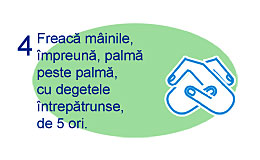 4 Freacă mâinile,
împreună, palmă
peste palmă,
cu degetele
întrepătrunse,
de 5 ori.